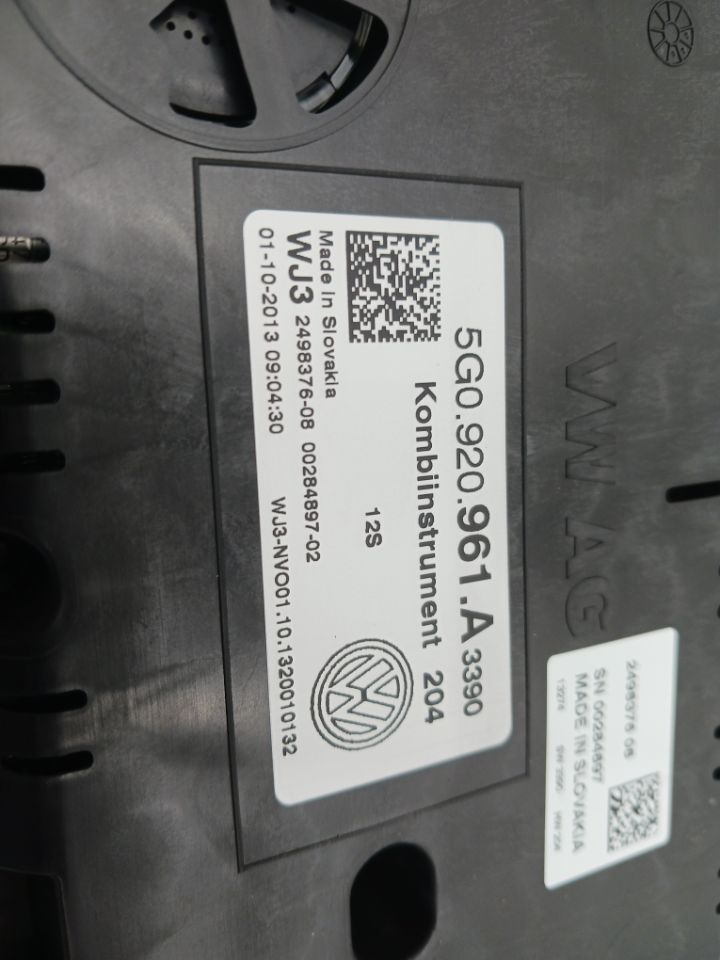 5G0.920.961.A 3390
Kombiinstrument 204
12S
Made in Slovakia
WJ3 2498376-08 00284897-02
01-10-2013 09:04:30 WJ3-NVO01.10.1320010132
VW AG
2498376 08
SN 00284897
MADE IN SLOVAKIA